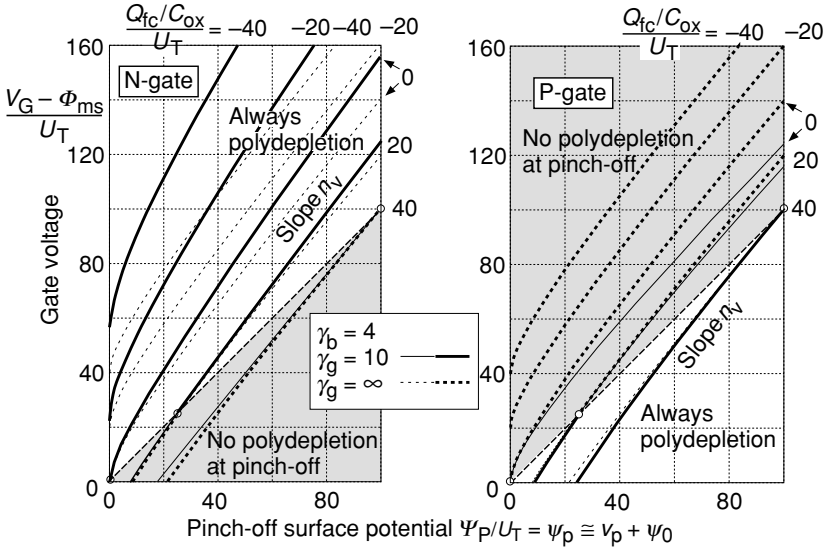 Q_fc/C_ox
U_T
= −40
−20
−40
−20
0
20
40
160
120
80
40
0
N-gate
V_G − Φ_ms
U_T
Gate voltage
Always
polydepletion
Slope n_v
No polydepletion
at pinch-off
0
40
80
γ_b = 4
γ_g = 10
γ_g = ∞
Q_fc/C_ox
U_T
= −40
−20
0
20
40
160
120
80
40
0
P-gate
No polydepletion
at pinch-off
Slope n_v
Always
polydepletion
0
40
80
Pinch-off surface potential Ψ_P/U_T = ψ_p ≅ v_p + ψ_0